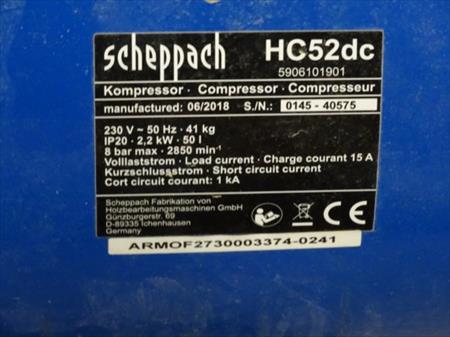 scheppach HC52dc
5906101901
Kompressor · Compressor · Compresseur
manufactured: 06/2018 S./N.: 0145 - 40575
230 V ~ 50 Hz · 41 kg
IP20 · 2,2 kW · 50 l
8 bar max · 2850 min⁻¹
Volllaststrom · Load current · Charge courant 15 A
Kurzschlussstrom · Short circuit current
Cort circuit courant: 1 kA
Scheppach Fabrikation von
Holzbearbeitungsmaschinen GmbH
Günzburgerstr. 69
D-89335 Ichenhausen
Germany
CE
ARMOF2730003374-0241